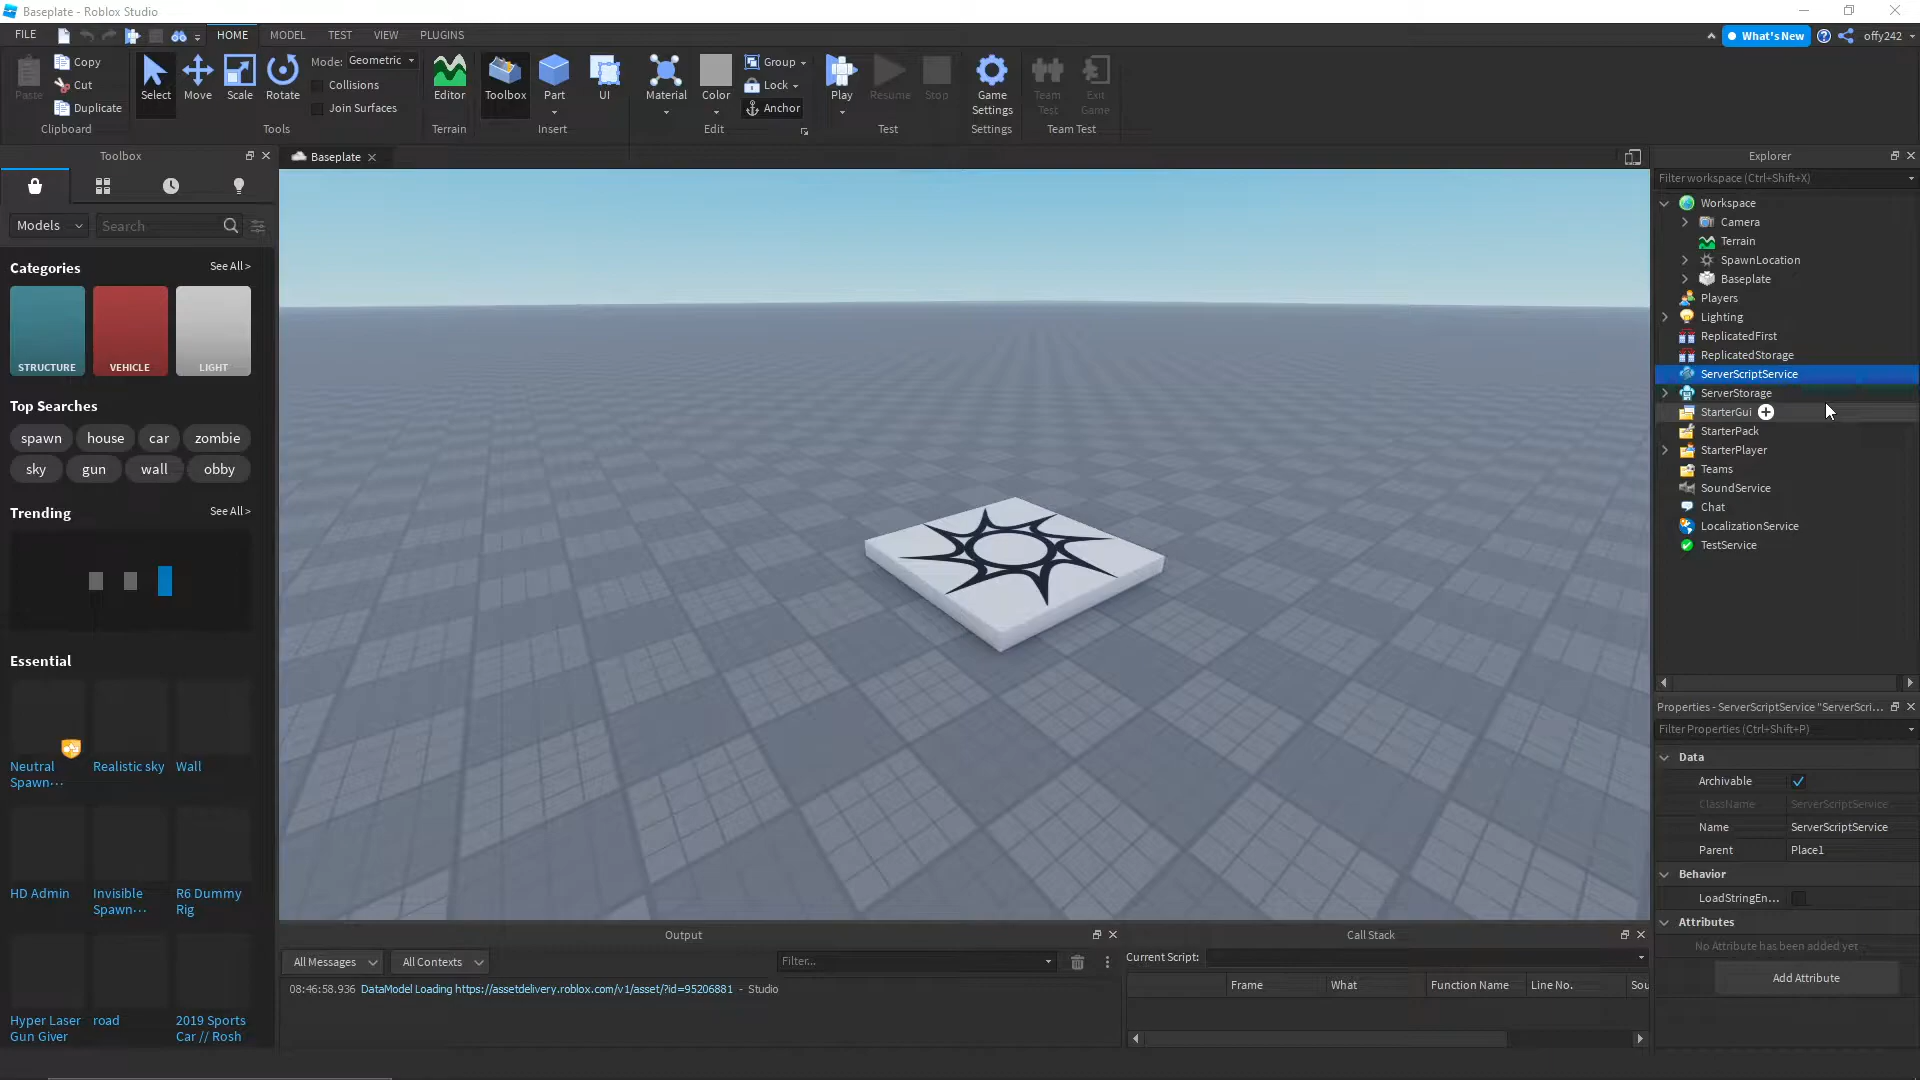 Baseplate - Roblox Studio
FILE
HOME
MODEL
TEST
VIEW
PLUGINS
What's New
offy242
Paste
Copy
Cut
Duplicate
Clipboard
Select
Move
Scale
Rotate
Mode: Geometric
Collisions
Join Surfaces
Tools
Editor
Terrain
Toolbox
Part
UI
Insert
Material
Color
Group
Lock
Anchor
Edit
Play
Resume
Stop
Test
Game
Settings
Settings
Team
Test
Exit
Game
Team Test
Toolbox
Models
Search
Categories
See All >
STRUCTURE
VEHICLE
LIGHT
Top Searches
spawn
house
car
zombie
sky
gun
wall
obby
Trending
See All >
Essential
Neutral
Spawn...
Realistic sky
Wall
HD Admin
Invisible
Spawn...
R6 Dummy
Rig
Hyper Laser
Gun Giver
road
2019 Sports
Car // Rosh
Baseplate
Output
All Messages
All Contexts
Filter...
08:46:58.936 DataModel Loading https://assetdelivery.roblox.com/v1/asset/?id=95206881 - Studio
Call Stack
Current Script:
Frame
What
Function Name
Line No.
Sou
Explorer
Filter workspace (Ctrl+Shift+X)
Workspace
Camera
Terrain
SpawnLocation
Baseplate
Players
Lighting
ReplicatedFirst
ReplicatedStorage
ServerScriptService
ServerStorage
StarterGui
StarterPack
StarterPlayer
Teams
SoundService
Chat
LocalizationService
TestService
Properties - ServerScriptService "ServerScri...
Filter Properties (Ctrl+Shift+P)
Data
Archivable
ClassName ServerScriptService
Name ServerScriptService
Parent Place1
Behavior
LoadStringEn...
Attributes
No Attribute has been added yet
Add Attribute